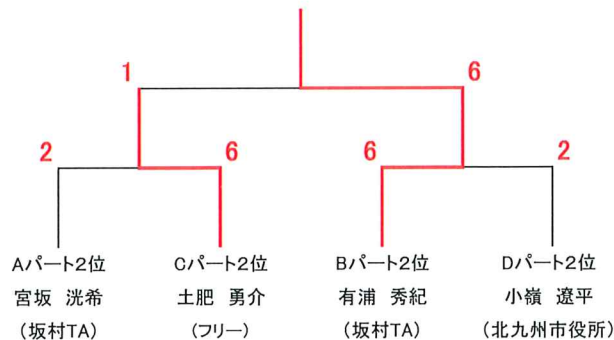 1 6
2 6 6 2
Aパート2位 Cパート2位 Bパート2位 Dパート2位
宮坂 洸希 土肥 勇介 有浦 秀紀 小嶺 遼平
(坂村TA) (フリー) (坂村TA) (北九州市役所)